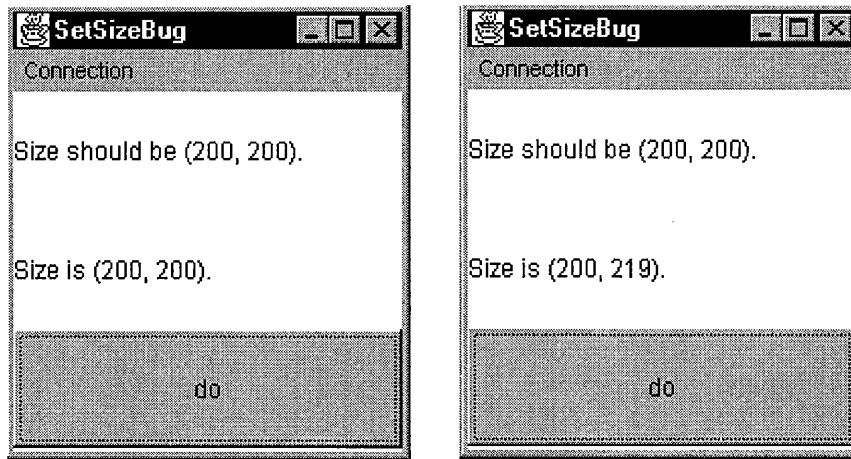 SetSizeBug
Connection
Size should be (200, 200).
Size is (200, 200).
do
SetSizeBug
Connection
Size should be (200, 200).
Size is (200, 219).
do